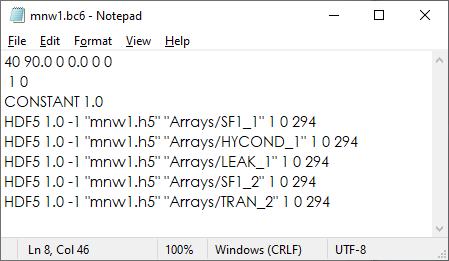 mnw1.bc6 - Notepad
File Edit Format View Help
40 90.0 0 0.0 0 0
 1 0
CONSTANT 1.0
HDF5 1.0 -1 "mnw1.h5" "Arrays/SF1_1" 1 0 294
HDF5 1.0 -1 "mnw1.h5" "Arrays/HYCOND_1" 1 0 294
HDF5 1.0 -1 "mnw1.h5" "Arrays/LEAK_1" 1 0 294
HDF5 1.0 -1 "mnw1.h5" "Arrays/SF1_2" 1 0 294
HDF5 1.0 -1 "mnw1.h5" "Arrays/TRAN_2" 1 0 294
Ln 8, Col 46 100% Windows (CRLF) UTF-8